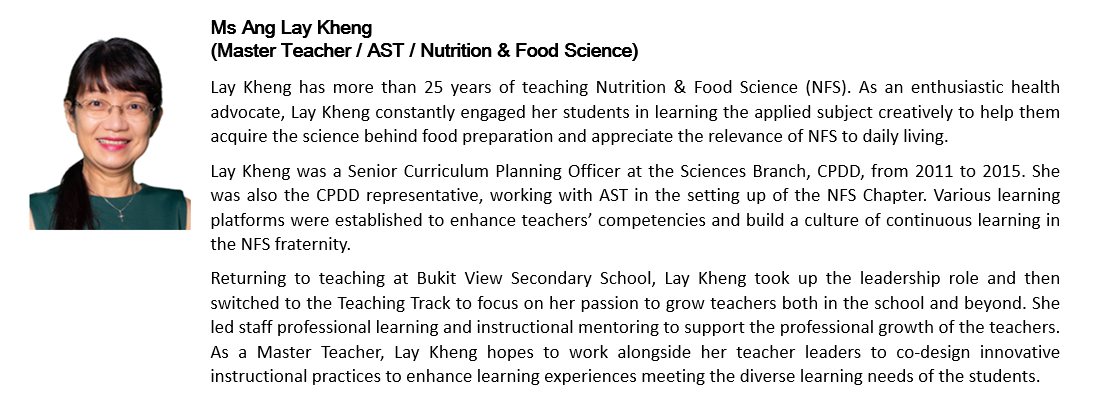 Ms Ang Lay Kheng
(Master Teacher / AST / Nutrition & Food Science)
Lay Kheng has more than 25 years of teaching Nutrition & Food Science (NFS). As an enthusiastic health
advocate, Lay Kheng constantly engaged her students in learning the applied subject creatively to help them
acquire the science behind food preparation and appreciate the relevance of NFS to daily living.
Lay Kheng was a Senior Curriculum Planning Officer at the Sciences Branch, CPDD, from 2011 to 2015. She
was also the CPDD representative, working with AST in the setting up of the NFS Chapter. Various learning
platforms were established to enhance teachers’ competencies and build a culture of continuous learning in
the NFS fraternity.
Returning to teaching at Bukit View Secondary School, Lay Kheng took up the leadership role and then
switched to the Teaching Track to focus on her passion to grow teachers both in the school and beyond. She
led staff professional learning and instructional mentoring to support the professional growth of the teachers.
As a Master Teacher, Lay Kheng hopes to work alongside her teacher leaders to co-design innovative
instructional practices to enhance learning experiences meeting the diverse learning needs of the students.